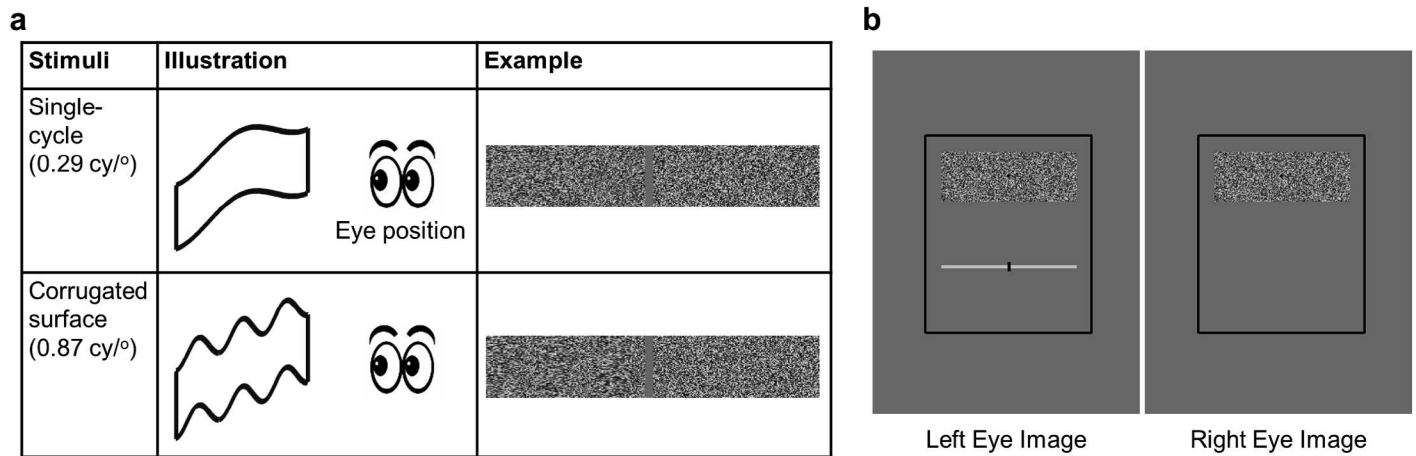 a
Stimuli Illustration Example
Single-
cycle
(0.29 cy/º)
Eye position
Corrugated
surface
(0.87 cy/º)
b
Left Eye Image Right Eye Image